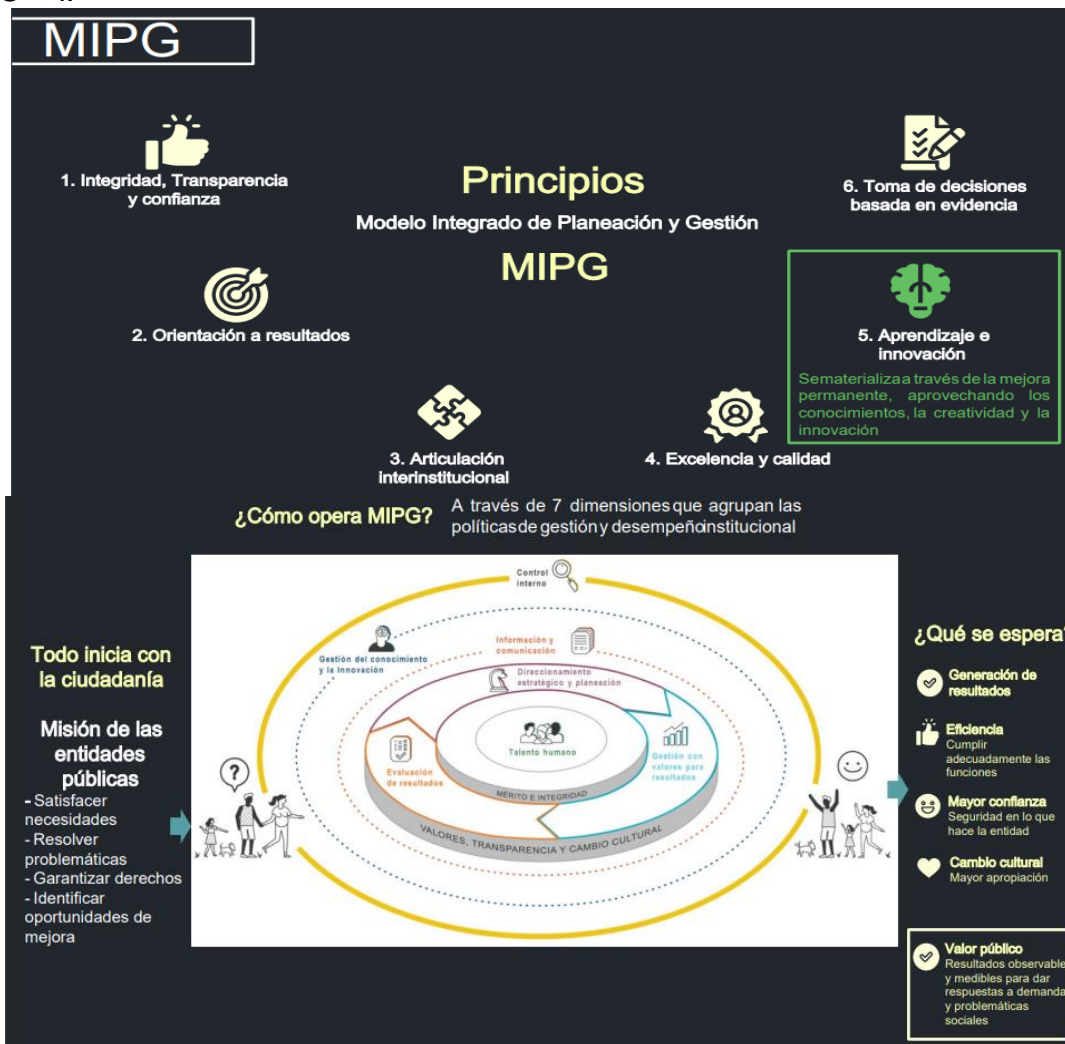 MIPG
1. Integridad, Transparencia
y confianza
Principios
Modelo Integrado de Planeación y Gestión
MIPG
6. Toma de decisiones
basada en evidencia
2. Orientación a resultados
5. Aprendizaje e
innovación
Sematerializaa través de la mejora
permanente, aprovechando los
conocimientos, la creatividad y la
innovación
3. Articulación
interinstitucional
4. Excelencia y calidad
¿Cómo opera MIPG?
A través de 7 dimensiones que agrupan las
políticas de gestión y desempeñoinstitucional
Todo inicia con
la ciudadanía
Misión de las
entidades
públicas
- Satisfacer
necesidades
- Resolver
problemáticas
- Garantizar derechos
- Identificar
oportunidades de
mejora
Control
interno
Gestión del conocimiento
y la Innovación
Información y
comunicación
Direccionamiento
estratégico y planeación
Talento humano
Evaluación
de resultados
Gestión con
valores para
resultados
MÉRITO E INTEGRIDAD
VALORES, TRANSPARENCIA Y CAMBIO CULTURAL
?
¿Qué se espera?
Generación de
resultados
Eficiencia
Cumplir
adecuadamente las
funciones
Mayor confianza
Seguridad en lo que
hace la entidad
Cambio cultural
Mayor apropiación
Valor público
Resultados observable
y medibles para dar
respuestas a demanda
y problemáticas
sociales